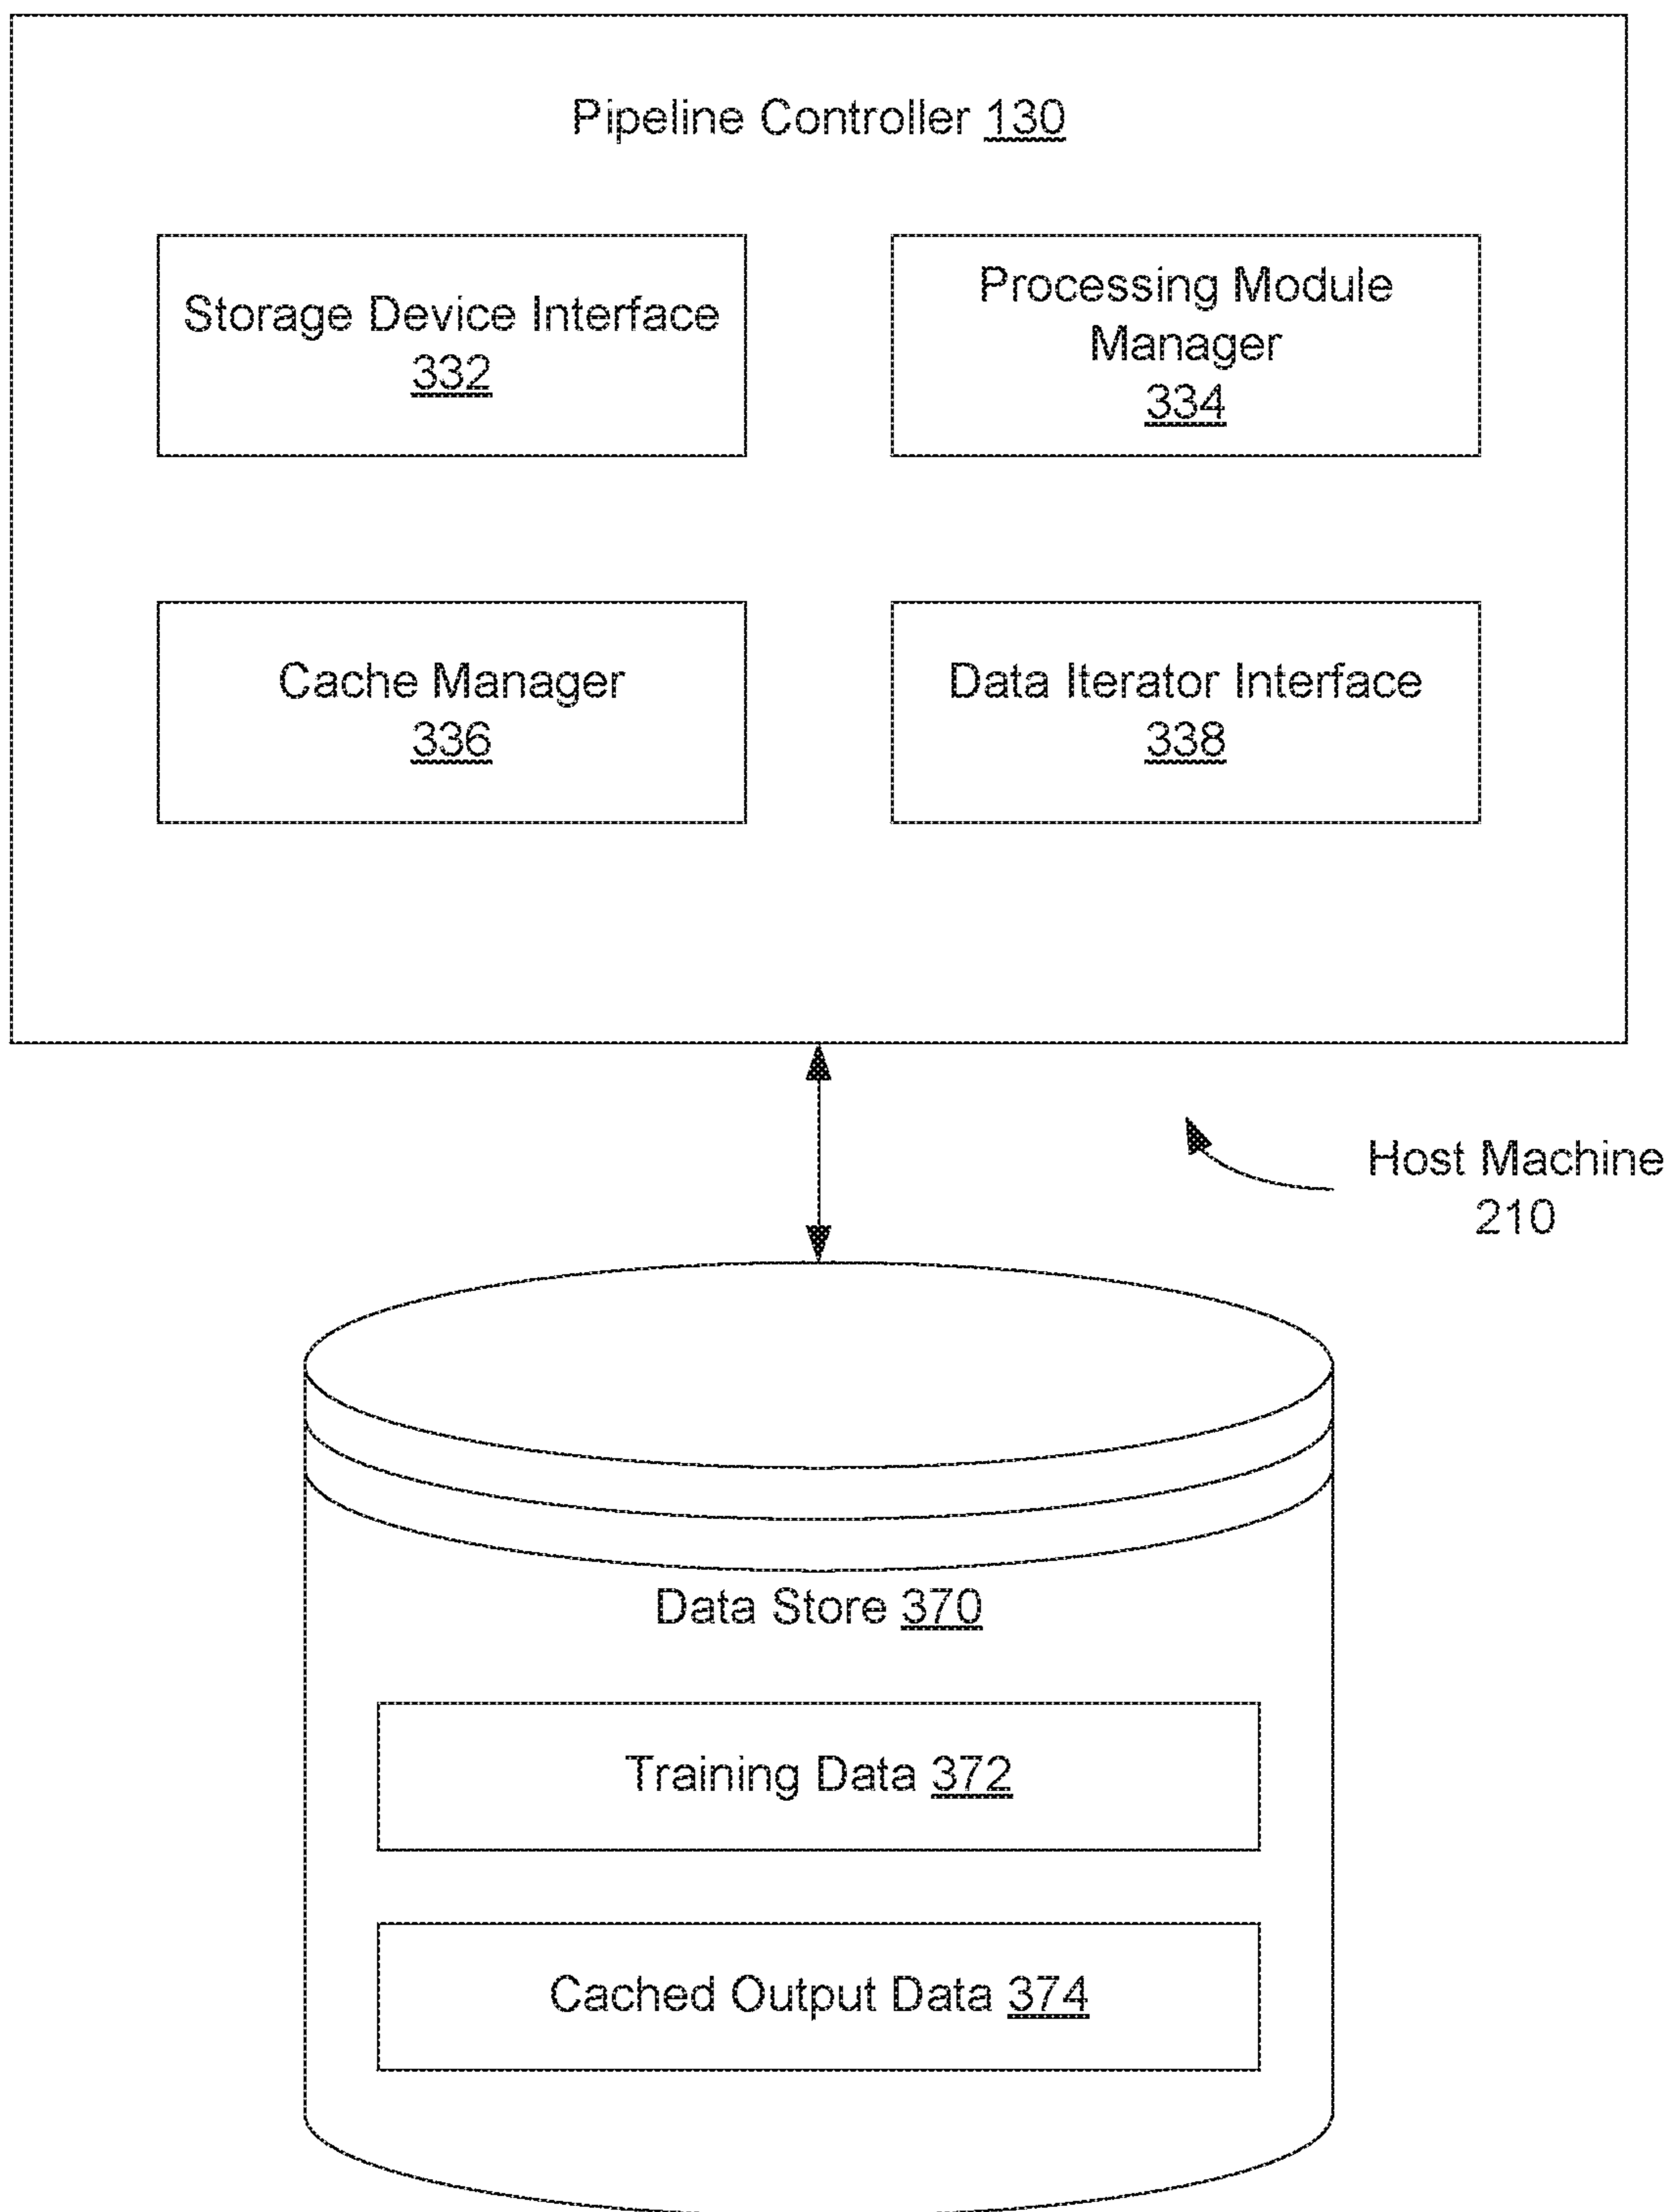 Pipeline Controller 130
Storage Device Interface
332
Processing Module
Manager
334
Cache Manager
336
Data Iterator Interface
338
Host Machine
210
Data Store 370
Training Data 372
Cached Output Data 374